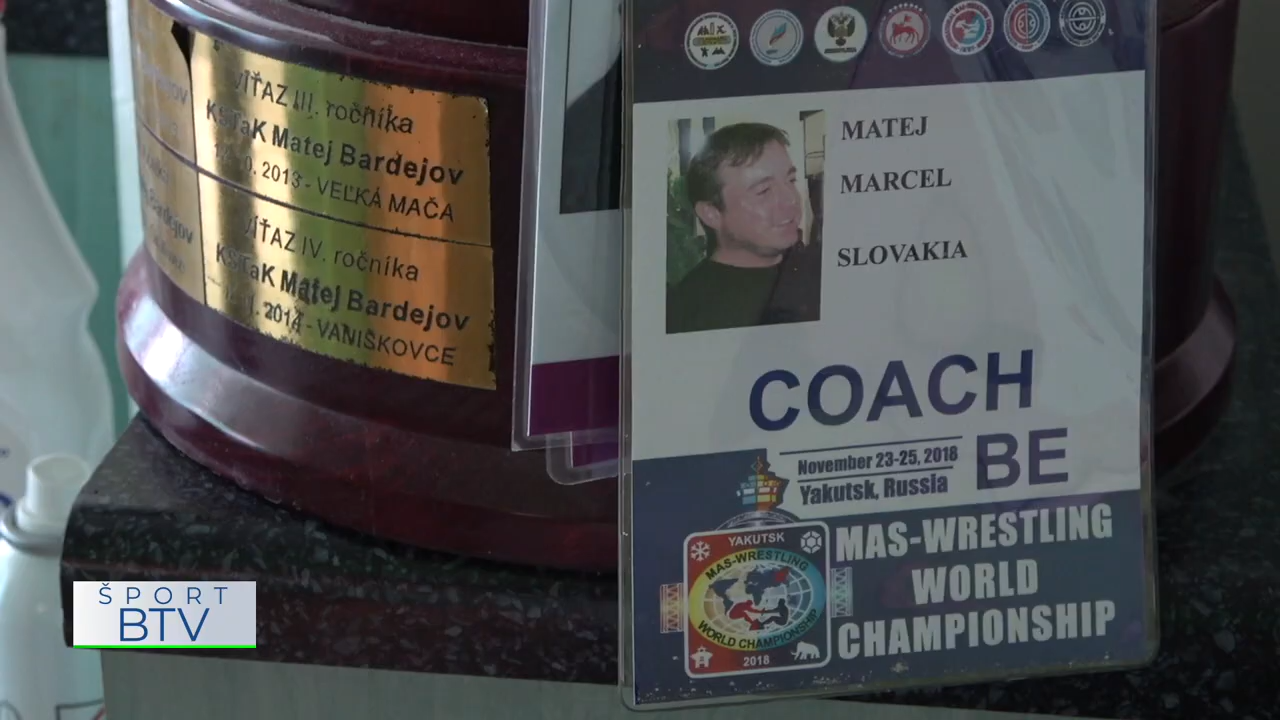 VÍŤAZ III. ročníka
KSTaK Matej Bardejov
2013 - VEĽKÁ MAČA
VÍŤAZ IV. ročníka
KSTaK Matej Bardejov
2014 - VANIŠKOVCE
Bardejov
MATEJ
MARCEL
SLOVAKIA
COACH
BE
November 23-25, 2018
Yakutsk, Russia
MAS-WRESTLING
WORLD
CHAMPIONSHIP
YAKUTSK
MAS-WRESTLING
WORLD CHAMPIONSHIP
2018
ŠPORT
BTV